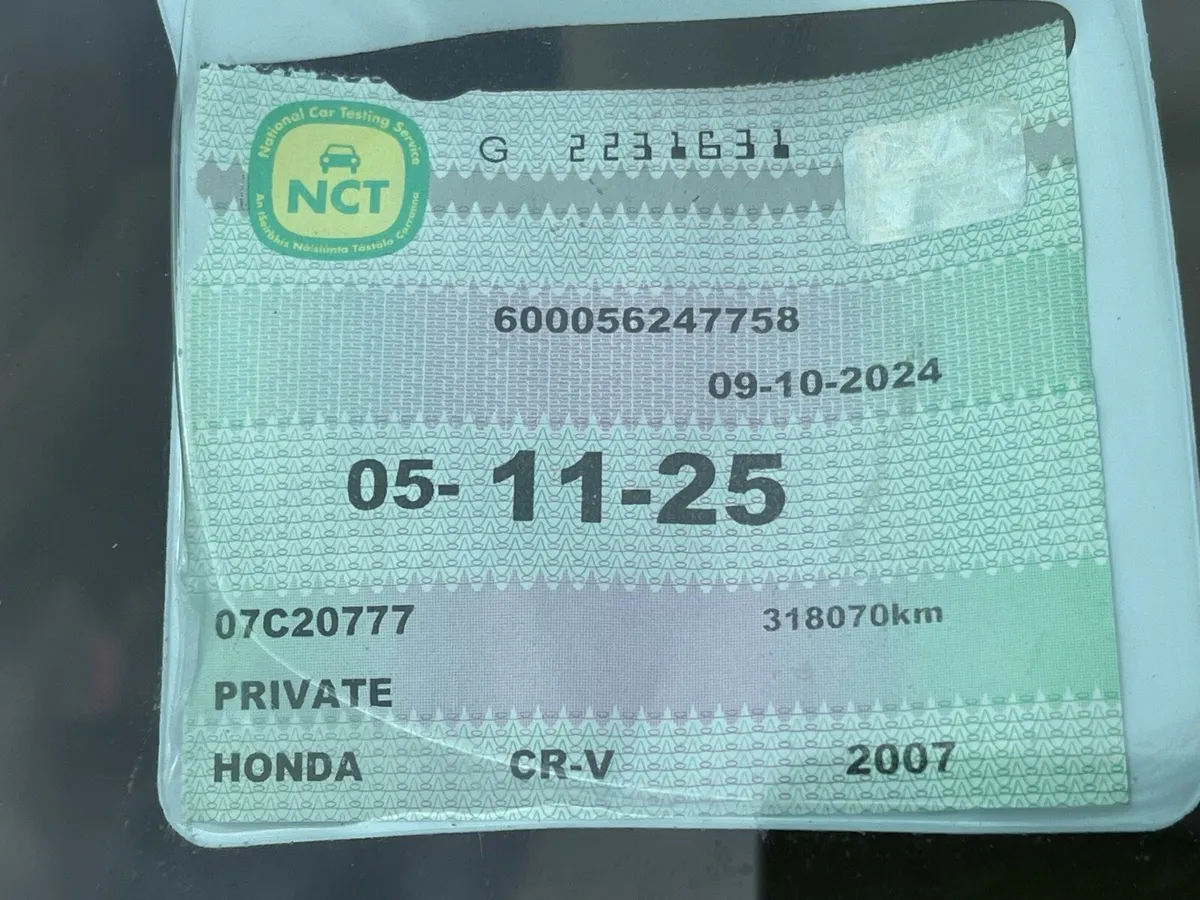 National Car Testing Service
NCT
An tSeirbhís Náisiúnta Tástála Carranna
G 2231631
600056247758
09-10-2024
05-11-25
07C20777 318070km
PRIVATE
HONDA CR-V 2007